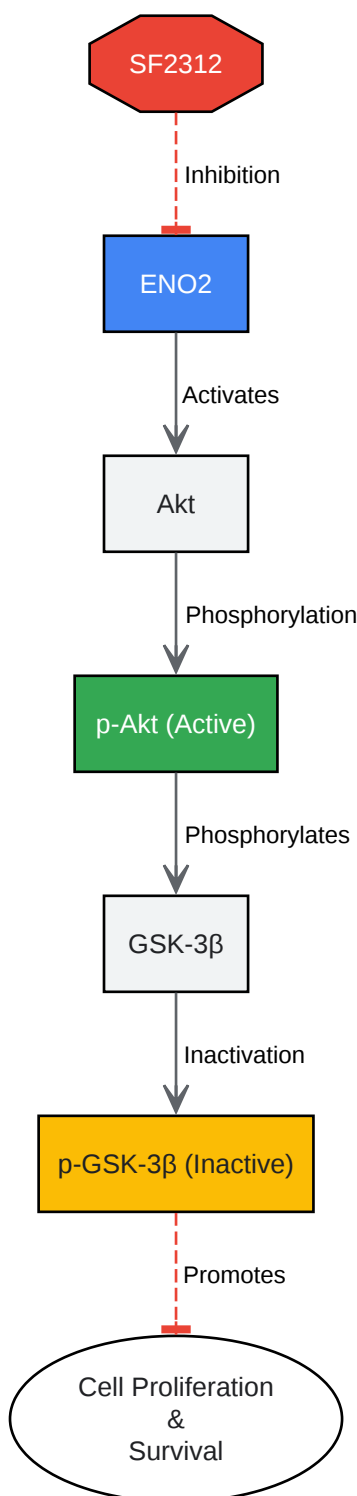 SF2312
Inhibition
ENO2
Activates
Akt
Phosphorylation
p-Akt (Active)
Phosphorylates
GSK-3β
Inactivation
p-GSK-3β (Inactive)
Promotes
Cell Proliferation
&
Survival